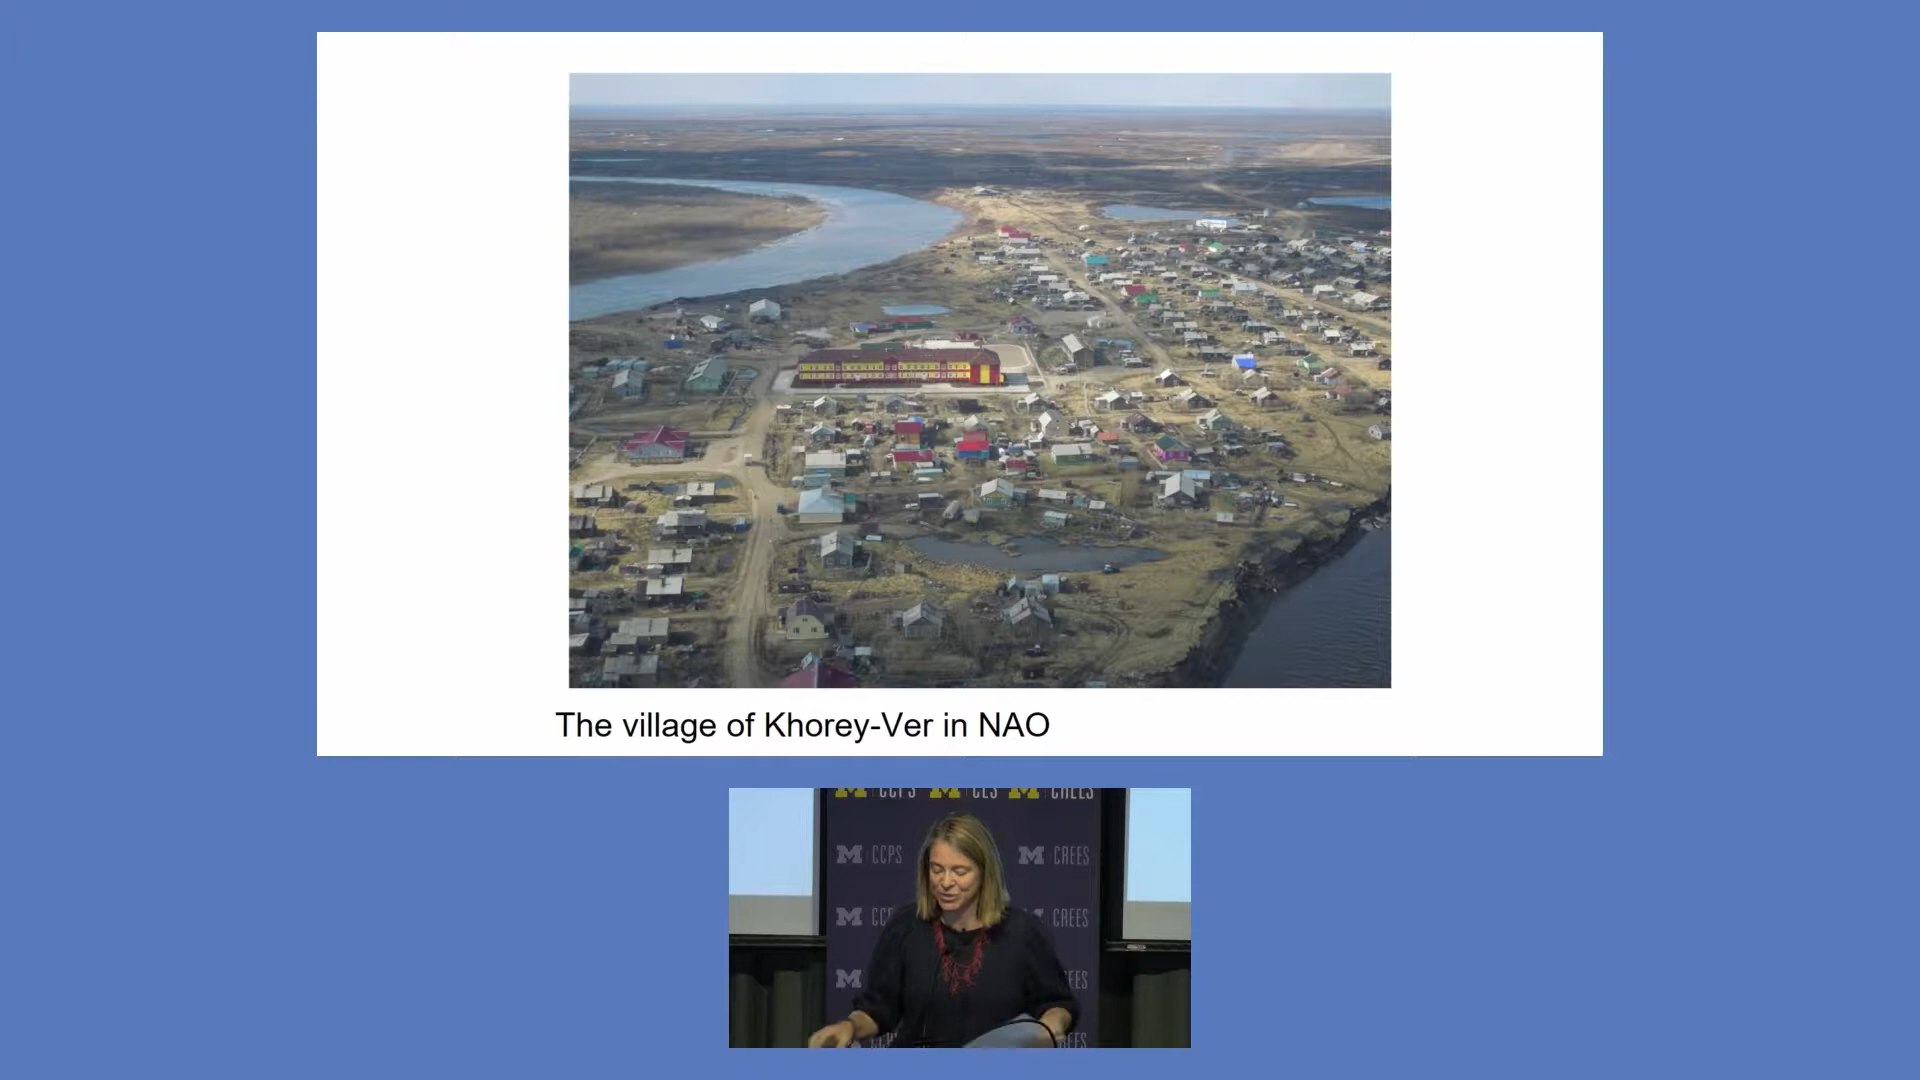 The village of Khorey-Ver in NAO
M CCPS M CES M CREES
M CCPS M CREES
M CREES
M